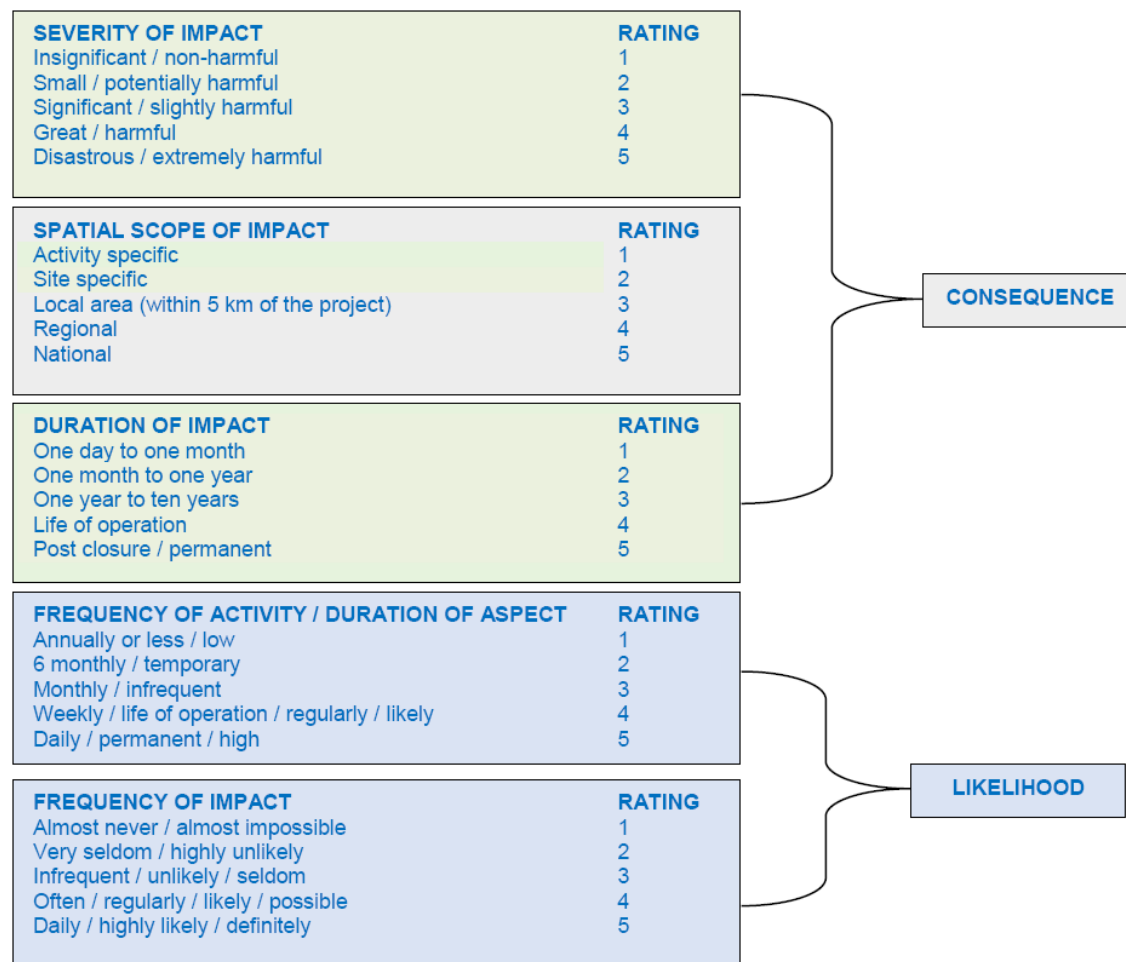 SEVERITY OF IMPACT RATING
Insignificant / non-harmful 1
Small / potentially harmful 2
Significant / slightly harmful 3
Great / harmful 4
Disastrous / extremely harmful 5
SPATIAL SCOPE OF IMPACT RATING
Activity specific 1
Site specific 2
Local area (within 5 km of the project) 3
Regional 4
National 5
CONSEQUENCE
DURATION OF IMPACT RATING
One day to one month 1
One month to one year 2
One year to ten years 3
Life of operation 4
Post closure / permanent 5
FREQUENCY OF ACTIVITY / DURATION OF ASPECT RATING
Annually or less / low 1
6 monthly / temporary 2
Monthly / infrequent 3
Weekly / life of operation / regularly / likely 4
Daily / permanent / high 5
LIKELIHOOD
FREQUENCY OF IMPACT RATING
Almost never / almost impossible 1
Very seldom / highly unlikely 2
Infrequent / unlikely / seldom 3
Often / regularly / likely / possible 4
Daily / highly likely / definitely 5